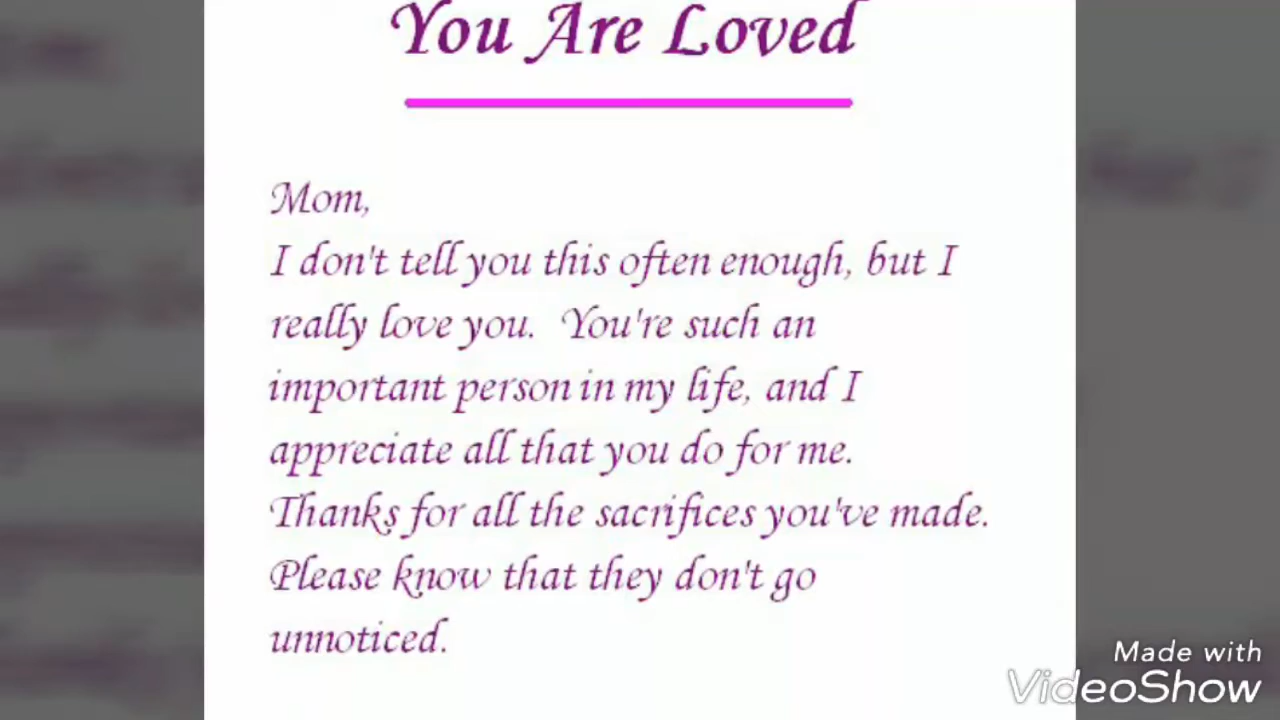 You Are Loved
Mom,
I don't tell you this often enough, but I
really love you. You're such an
important person in my life, and I
appreciate all that you do for me.
Thanks for all the sacrifices you've made.
Please know that they don't go
unnoticed.
Made with
VideoShow